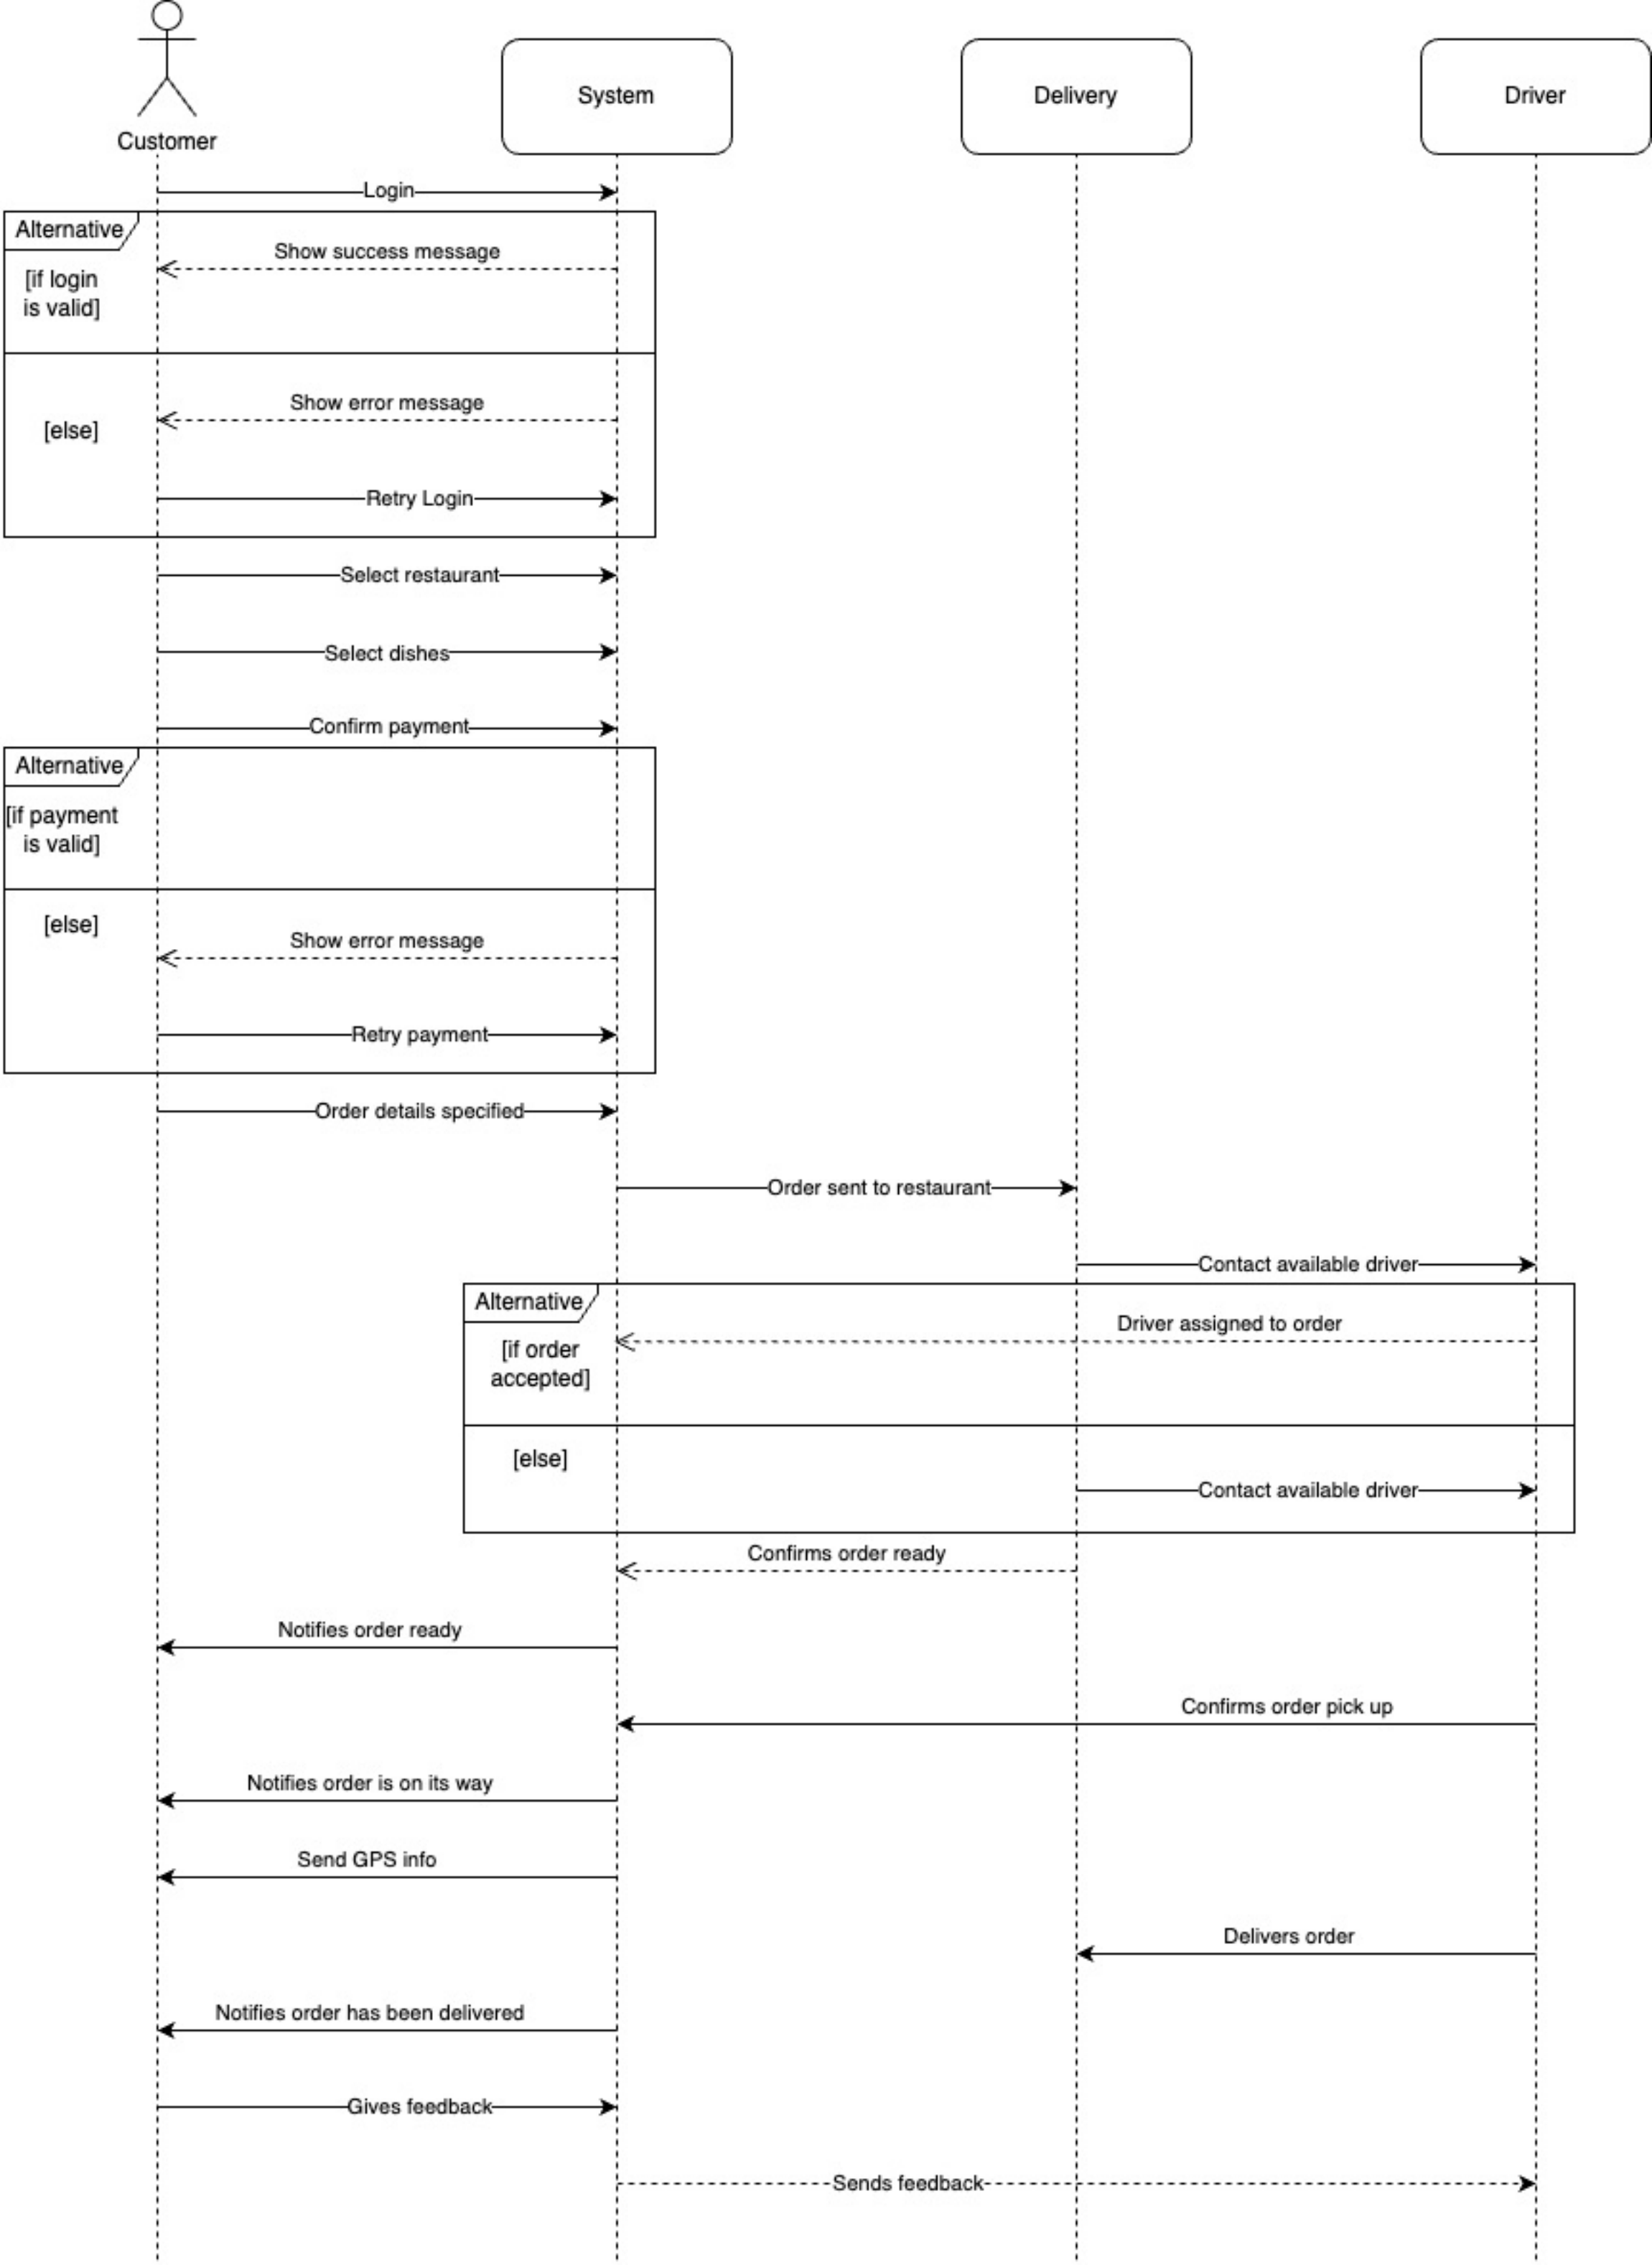 Customer
System
Delivery
Driver
Login
Alternative
Show success message
[if login
is valid]
Show error message
[else]
Retry Login
Select restaurant
Select dishes
Confirm payment
Alternative
[if payment
is valid]
[else]
Show error message
Retry payment
Order details specified
Order sent to restaurant
Contact available driver
Alternative
Driver assigned to order
[if order
accepted]
[else]
Contact available driver
Confirms order ready
Notifies order ready
Confirms order pick up
Notifies order is on its way
Send GPS info
Delivers order
Notifies order has been delivered
Gives feedback
Sends feedback